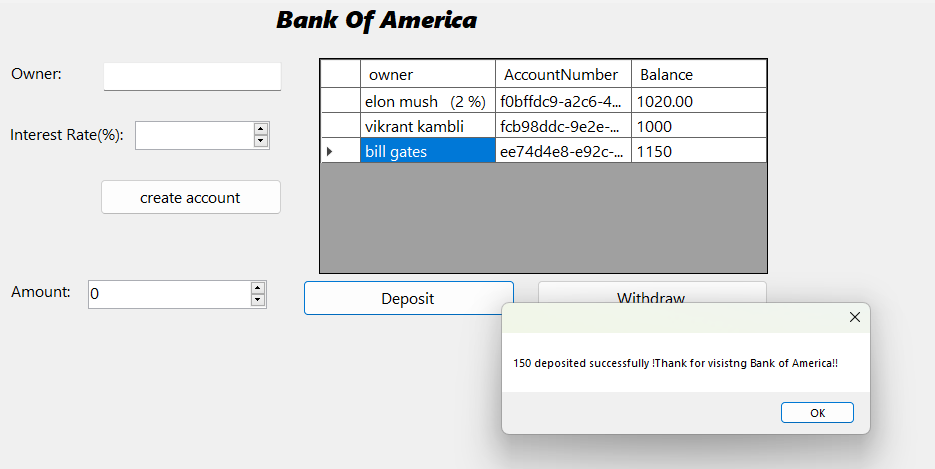 Bank Of America
Owner:
Interest Rate(%):
create account
owner AccountNumber Balance
elon mush (2 %) f0bffdc9-a2c6-4... 1020.00
vikrant kambli fcb98ddc-9e2e-... 1000
bill gates ee74d4e8-e92c-... 1150
Amount: 0
Deposit
Withdraw
150 deposited successfully !Thank for visistng Bank of America!!
OK